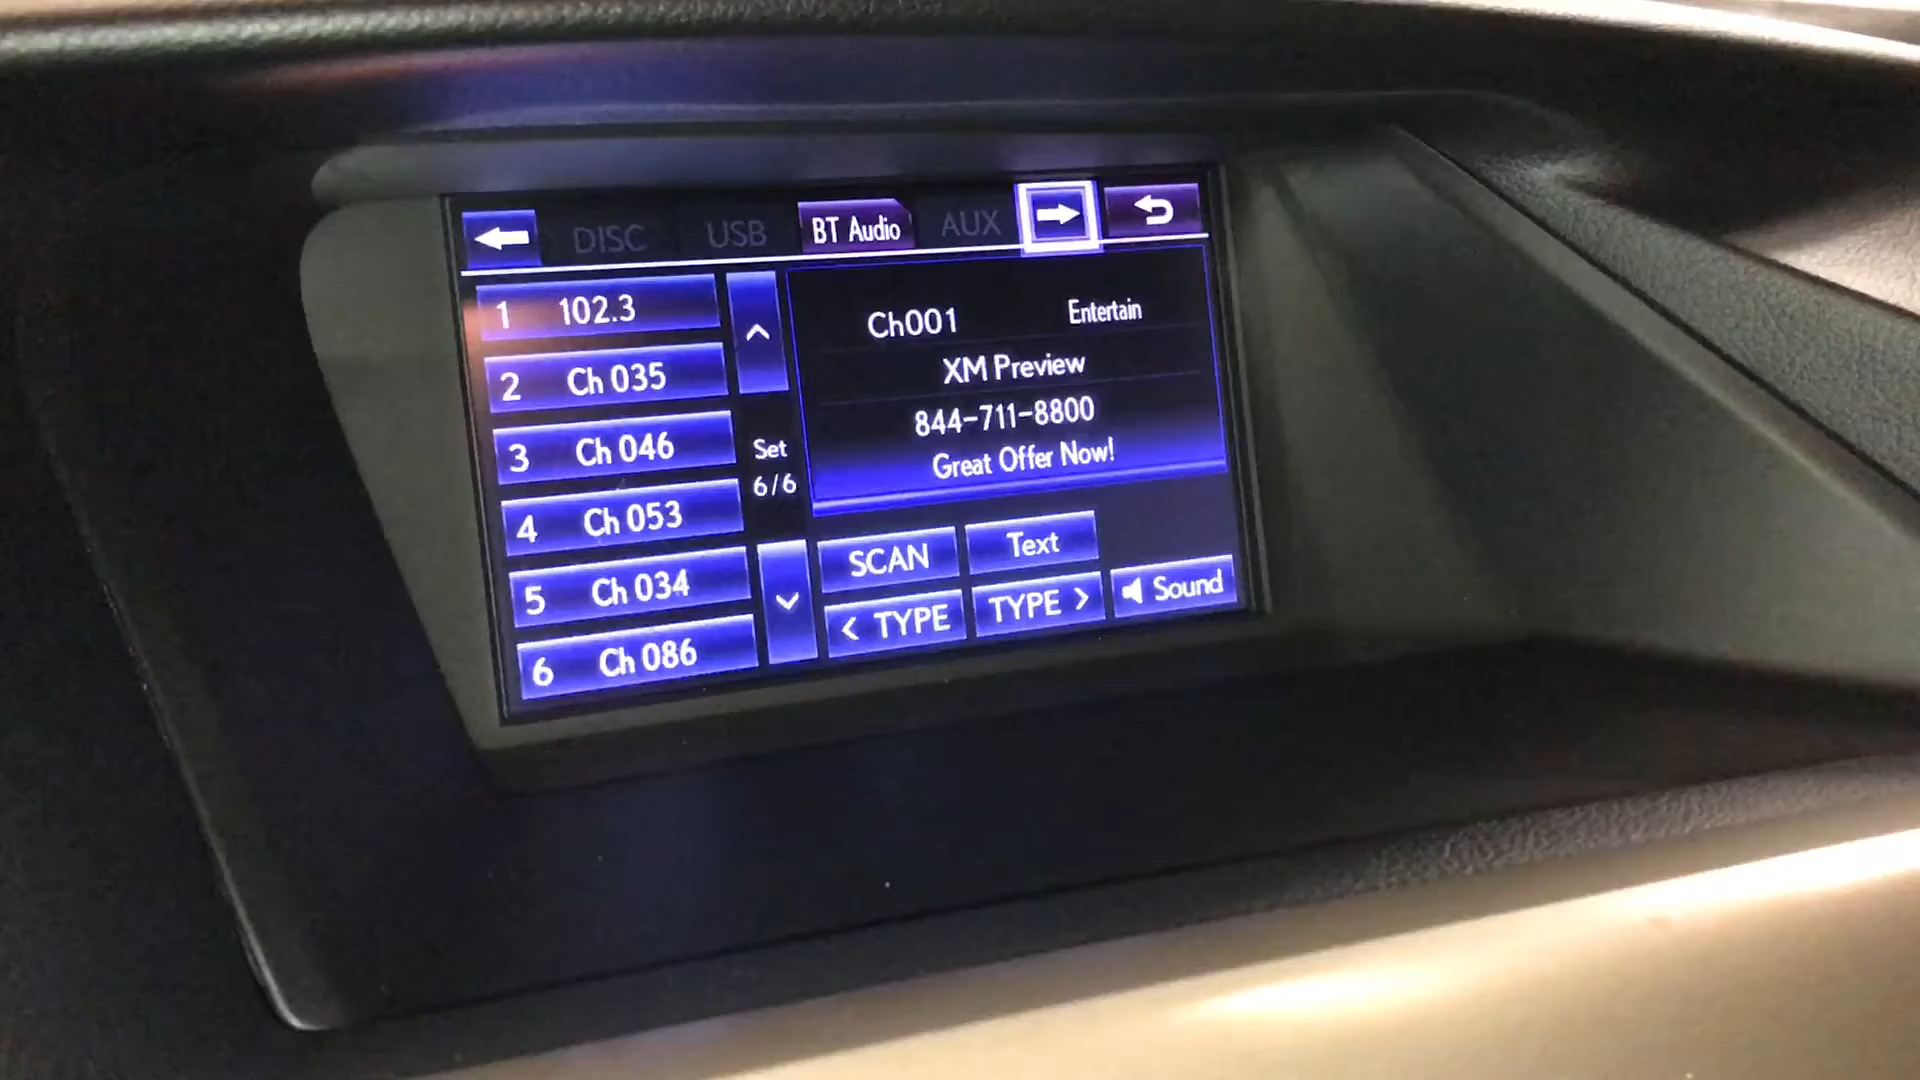 DISC USB BT Audio AUX
1 102.3
2 Ch 035
3 Ch 046
4 Ch 053
5 Ch 034
6 Ch 086
Set
6/6
Ch001 Entertain
XM Preview
844-711-8800
Great Offer Now!
SCAN Text
< TYPE TYPE > Sound